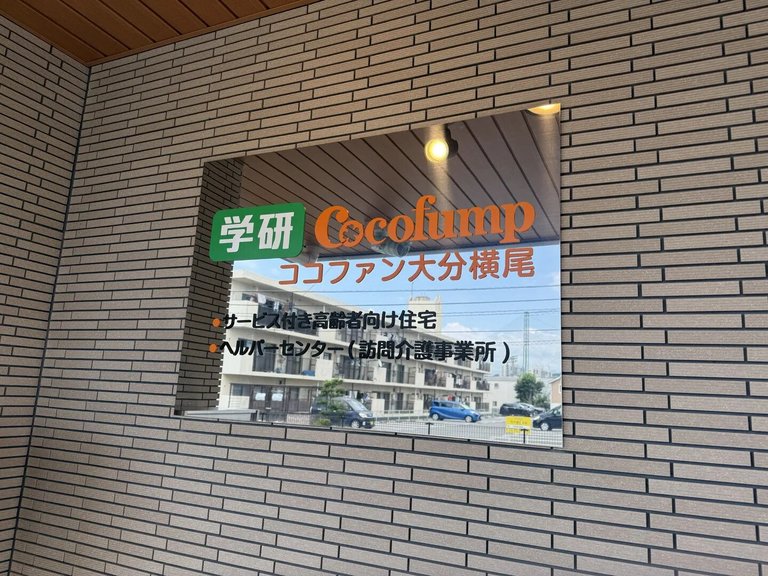 学研 Cocofump
ココファン大分横尾
•サービス付き高齢者向け住宅
•ヘルパーセンター(訪問介護事業所)